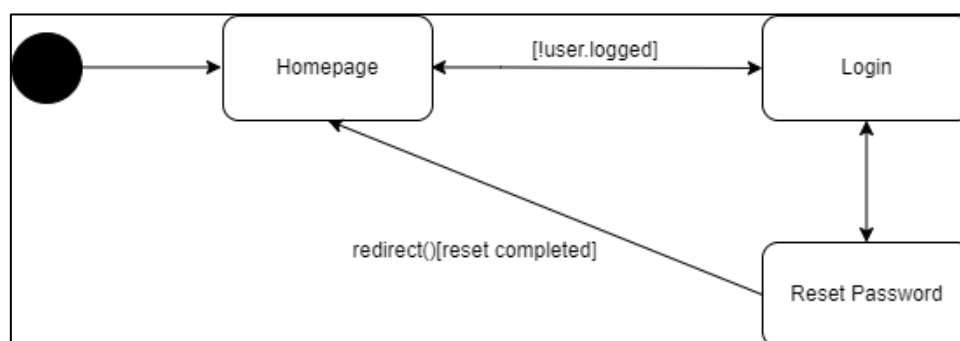 Homepage
[!user.logged]
Login
redirect()[reset completed]
Reset Password